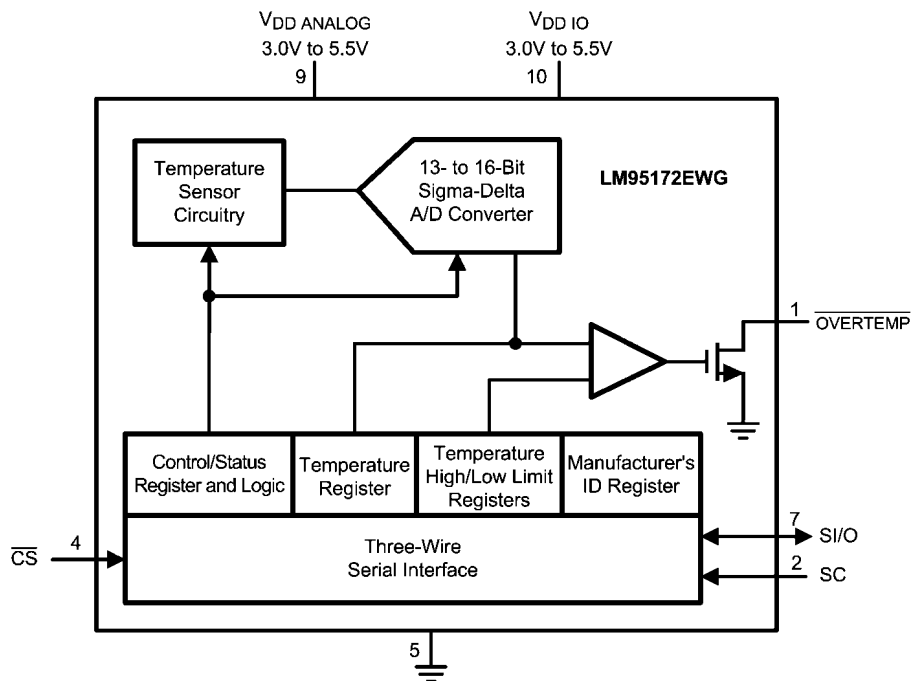 VDD ANALOG
3.0V to 5.5V
9
VDD IO
3.0V to 5.5V
10
Temperature
Sensor
Circuitry
13- to 16-Bit
Sigma-Delta
A/D Converter
LM95172EWG
1
OVERTEMP
Control/Status
Register and Logic
Temperature
Register
Temperature
High/Low Limit
Registers
Manufacturer's
ID Register
CS
4
Three-Wire
Serial Interface
7
SI/O
2
SC
5